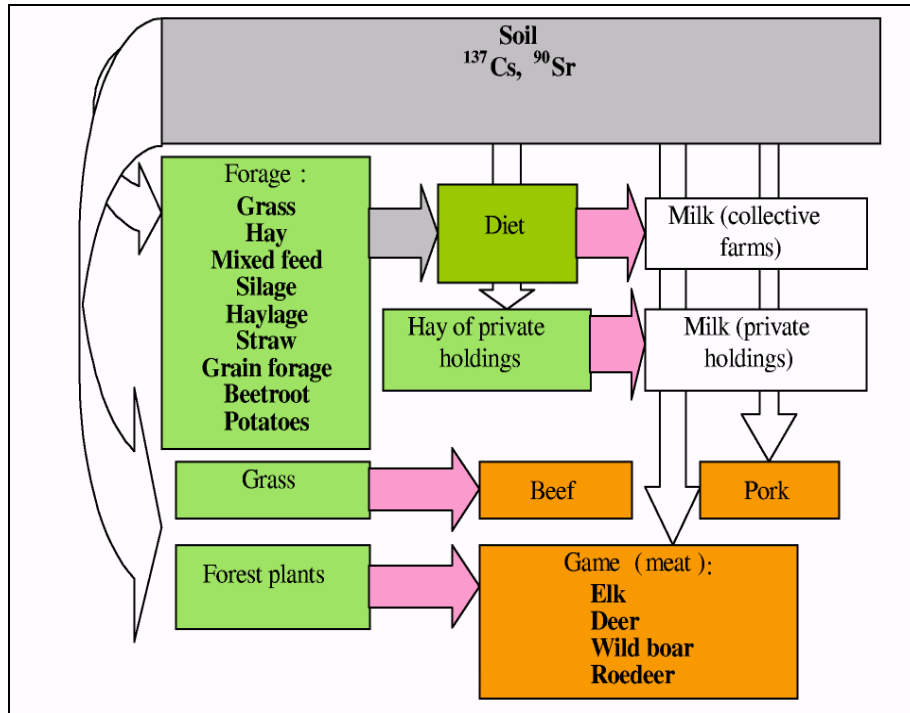 Soil
¹³⁷Cs, ⁹⁰Sr
Forage :
Grass
Hay
Mixed feed
Silage
Haylage
Straw
Grain forage
Beetroot
Potatoes
Diet
Milk (collective
farms)
Hay of private
holdings
Milk (private
holdings)
Grass
Beef
Pork
Forest plants
Game (meat):
Elk
Deer
Wild boar
Roedeer